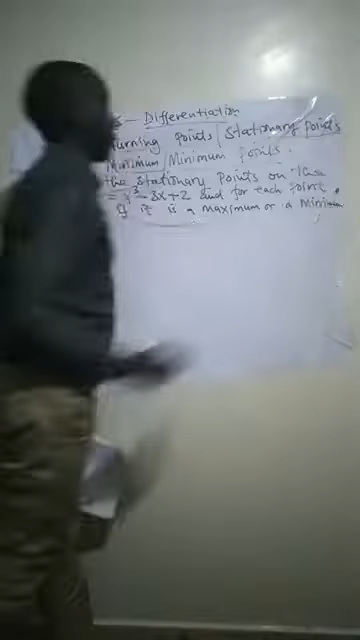 - Differentiation
Turning Points / Stationary Points
Minimum / Minimum Points.
the stationary Points on the
= x³ - 3x + 2 and for each point
if it is a maximum or a minimum